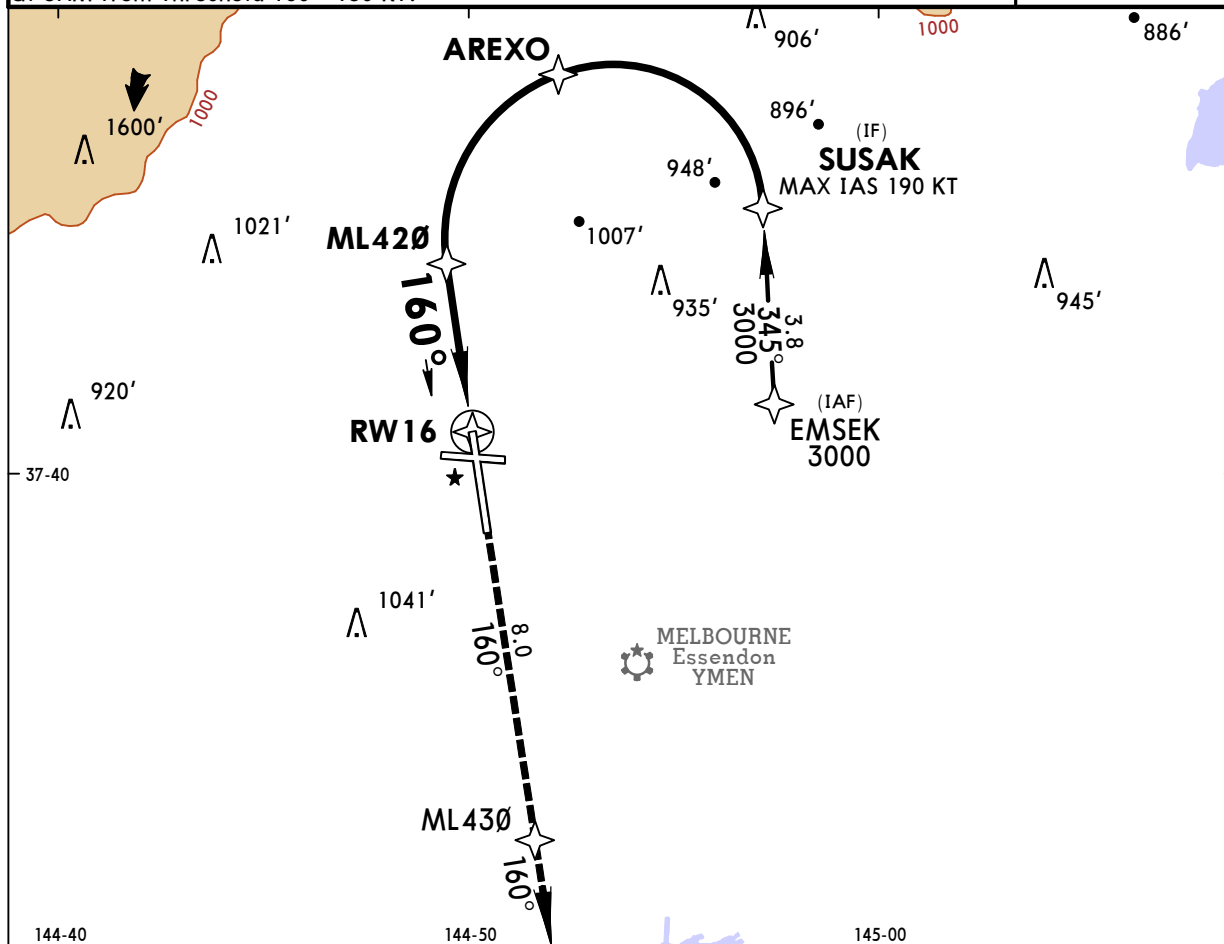 AREXO
906'
1000
886'
1600'
1000
896'
(IF)
SUSAK
MAX IAS 190 KT
948'
1021'
1007'
ML42Ø
935'
945'
160°
3.8
345°
3000
920'
(IAF)
EMSEK
3000
RW16
37-40
1041'
8.0
160°
MELBOURNE
Essendon
YMEN
ML43Ø
160°
144-40
144-50
145-00